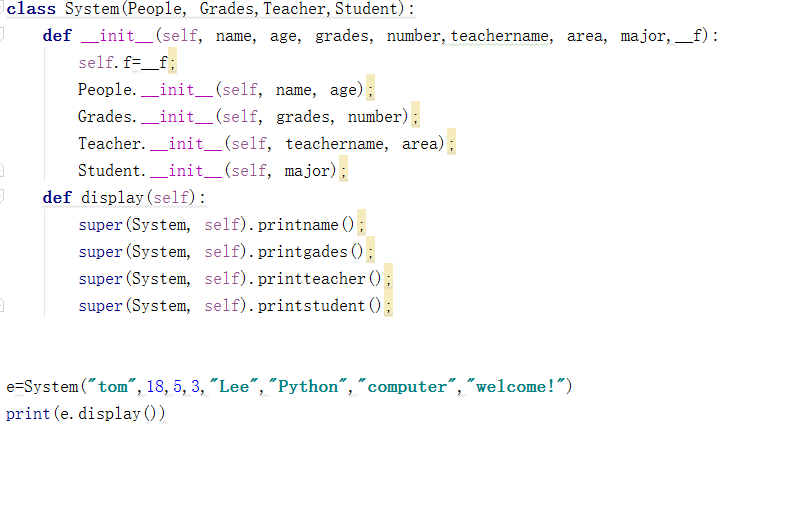 class System(People, Grades,Teacher,Student):
    def __init__(self, name, age, grades, number,teachername, area, major,__f):
        self.f=__f;
        People.__init__(self, name, age);
        Grades.__init__(self, grades, number);
        Teacher.__init__(self, teachername, area);
        Student.__init__(self, major);
    def display(self):
        super(System, self).printname();
        super(System, self).printgades();
        super(System, self).printteacher();
        super(System, self).printstudent();
e=System("tom",18,5,3,"Lee","Python","computer","welcome!")
print(e.display())